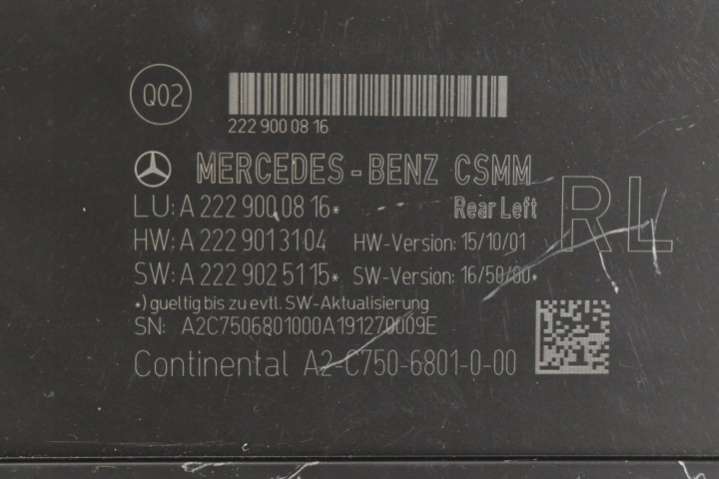 Q02
222 900 08 16
MERCEDES-BENZ CSMM
LU: A 222 900 08 16* Rear Left
RL
HW: A 222 901 31 04 HW-Version: 15/10/01
SW: A 222 902 51 15* SW-Version: 16/50/80*
*) gueltig bis zu evtl. SW-Aktualisierung
SN: A2C7506801000A191270009E
Continental A2-C750-6801-0-00